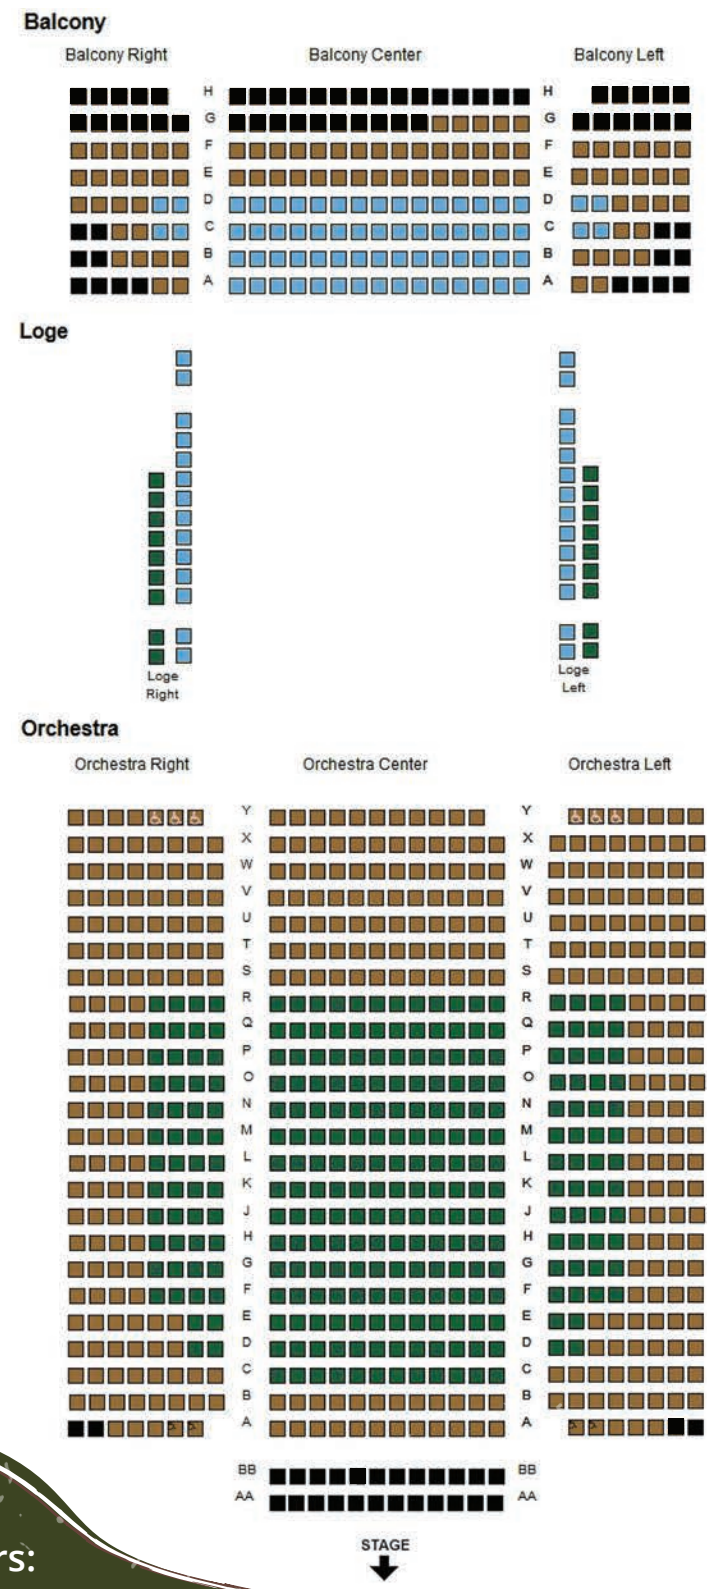 Balcony
Balcony Right Balcony Center Balcony Left
H H
G G
F F
E E
D D
C C
B B
A A
Loge
Loge Right
Loge Left
Orchestra
Orchestra Right Orchestra Center Orchestra Left
Y Y
X X
W W
V V
U U
T T
S S
R R
Q Q
P P
O O
N N
M M
L L
K K
J J
H H
G G
F F
E E
D D
C C
B B
A A
BB BB
AA AA
STAGE
rs: